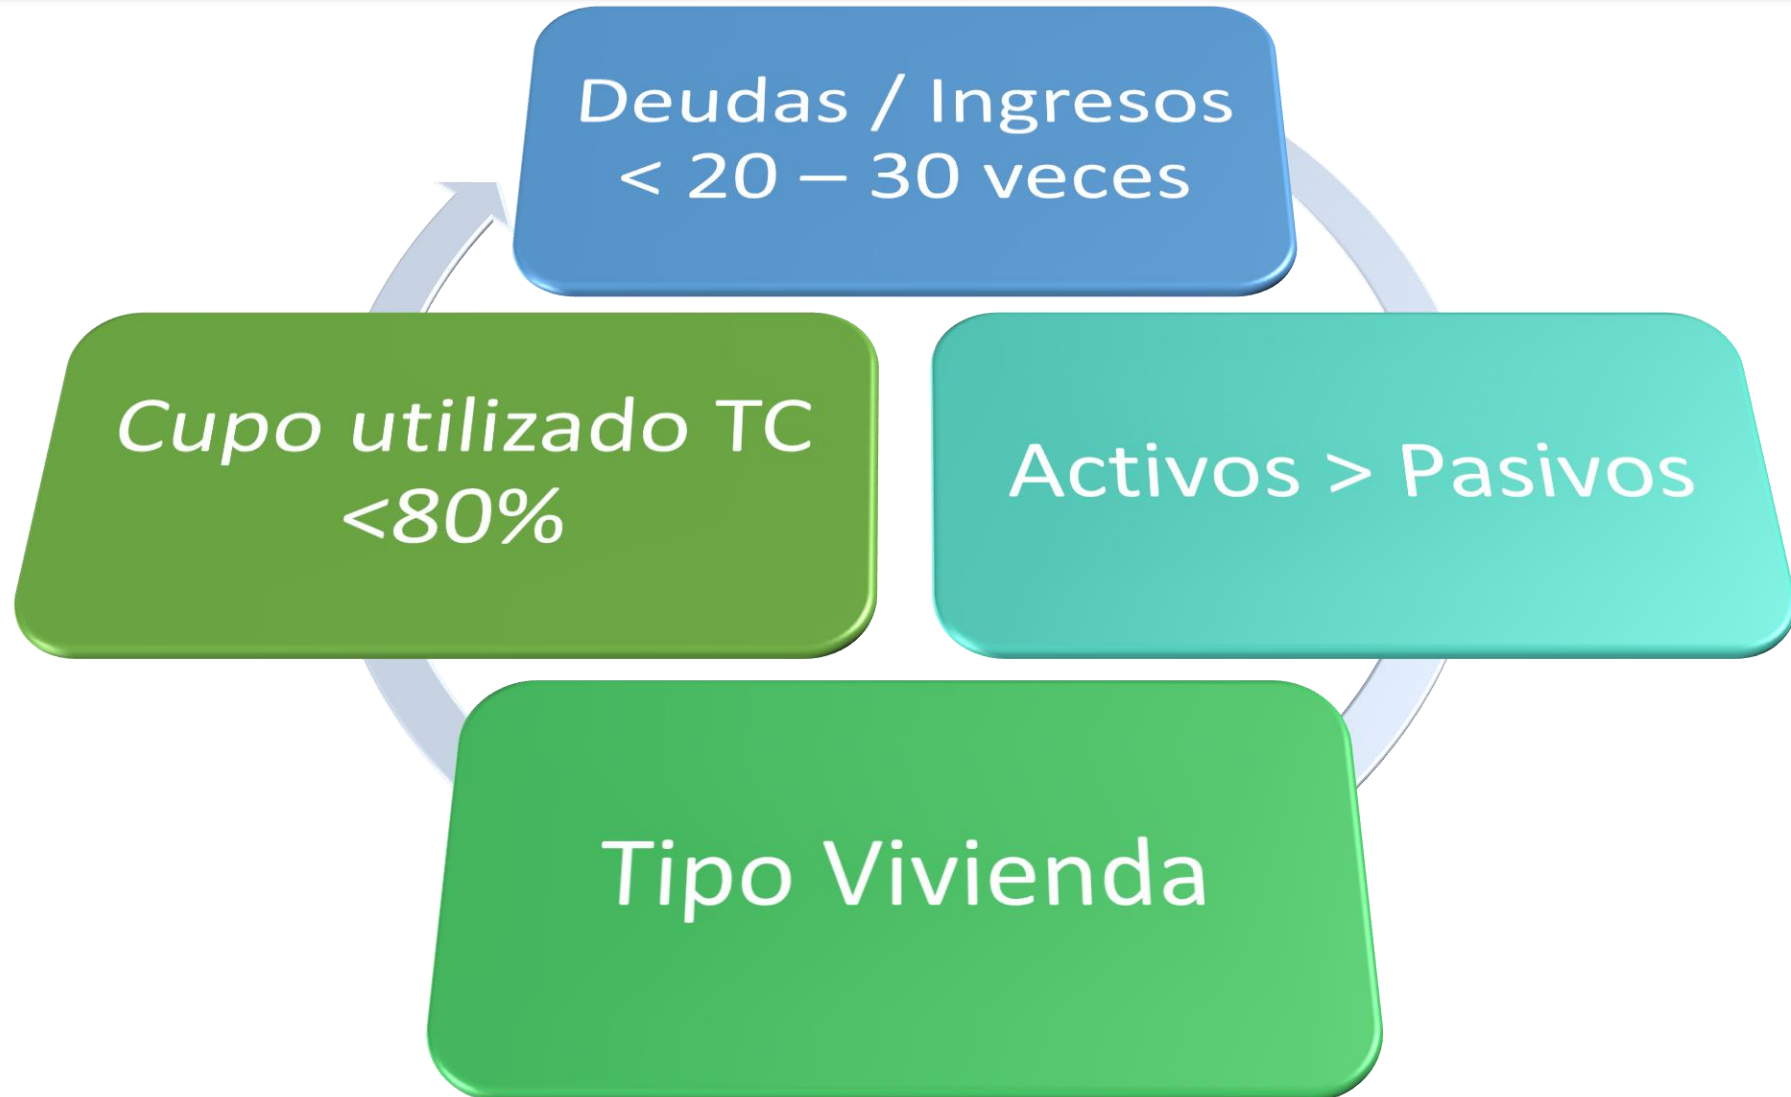 Deudas / Ingresos
< 20 – 30 veces
Cupo utilizado TC
<80%
Activos > Pasivos
Tipo Vivienda